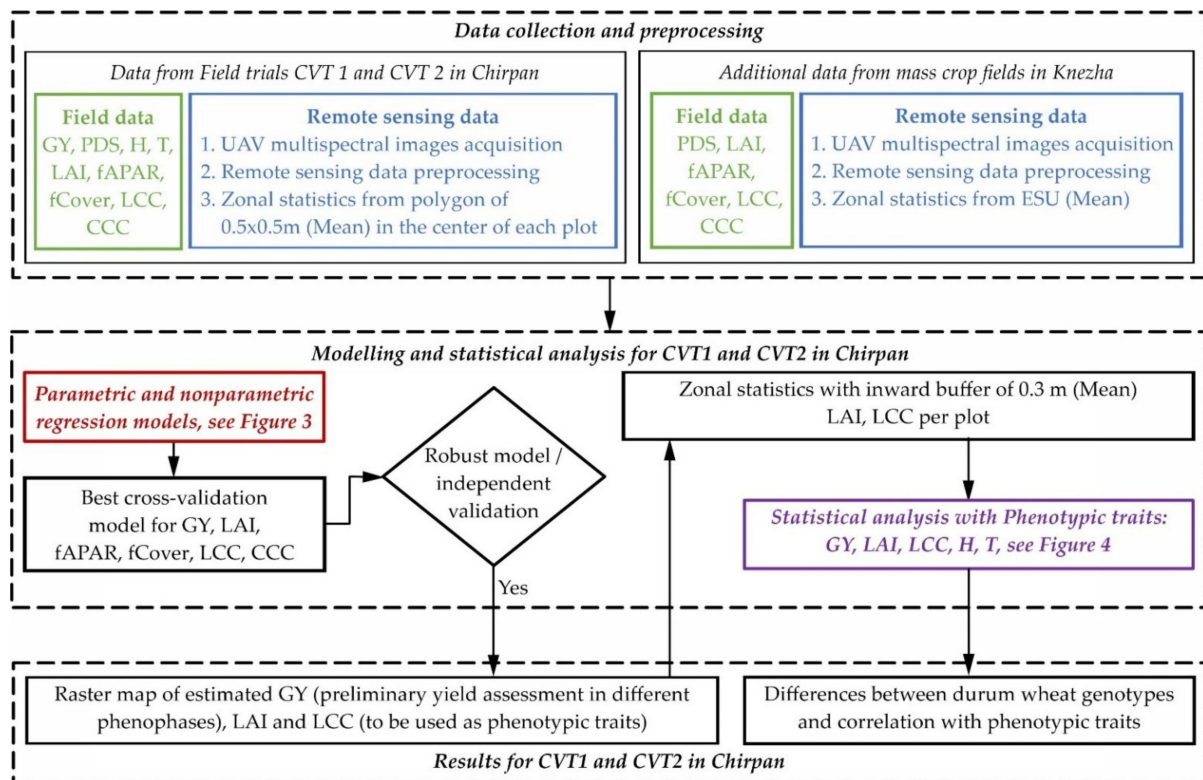 Data collection and preprocessing
Data from Field trials CVT 1 and CVT 2 in Chirpan
Field data
GY, PDS, H, T,
LAI, fAPAR,
fCover, LCC,
CCC
Remote sensing data
1. UAV multispectral images acquisition
2. Remote sensing data preprocessing
3. Zonal statistics from polygon of
0.5x0.5m (Mean) in the center of each plot
Additional data from mass crop fields in Knezha
Field data
PDS, LAI,
fAPAR,
fCover, LCC,
CCC
Remote sensing data
1. UAV multispectral images acquisition
2. Remote sensing data preprocessing
3. Zonal statistics from ESU (Mean)
Modelling and statistical analysis for CVT1 and CVT2 in Chirpan
Parametric and nonparametric
regression models, see Figure 3
Best cross-validation
model for GY, LAI,
fAPAR, fCover, LCC, CCC
Robust model /
independent
validation
Yes
Zonal statistics with inward buffer of 0.3 m (Mean)
LAI, LCC per plot
Statistical analysis with Phenotypic traits:
GY, LAI, LCC, H, T, see Figure 4
Raster map of estimated GY (preliminary yield assessment in different
phenophases), LAI and LCC (to be used as phenotypic traits)
Differences between durum wheat genotypes
and correlation with phenotypic traits
Results for CVT1 and CVT2 in Chirpan